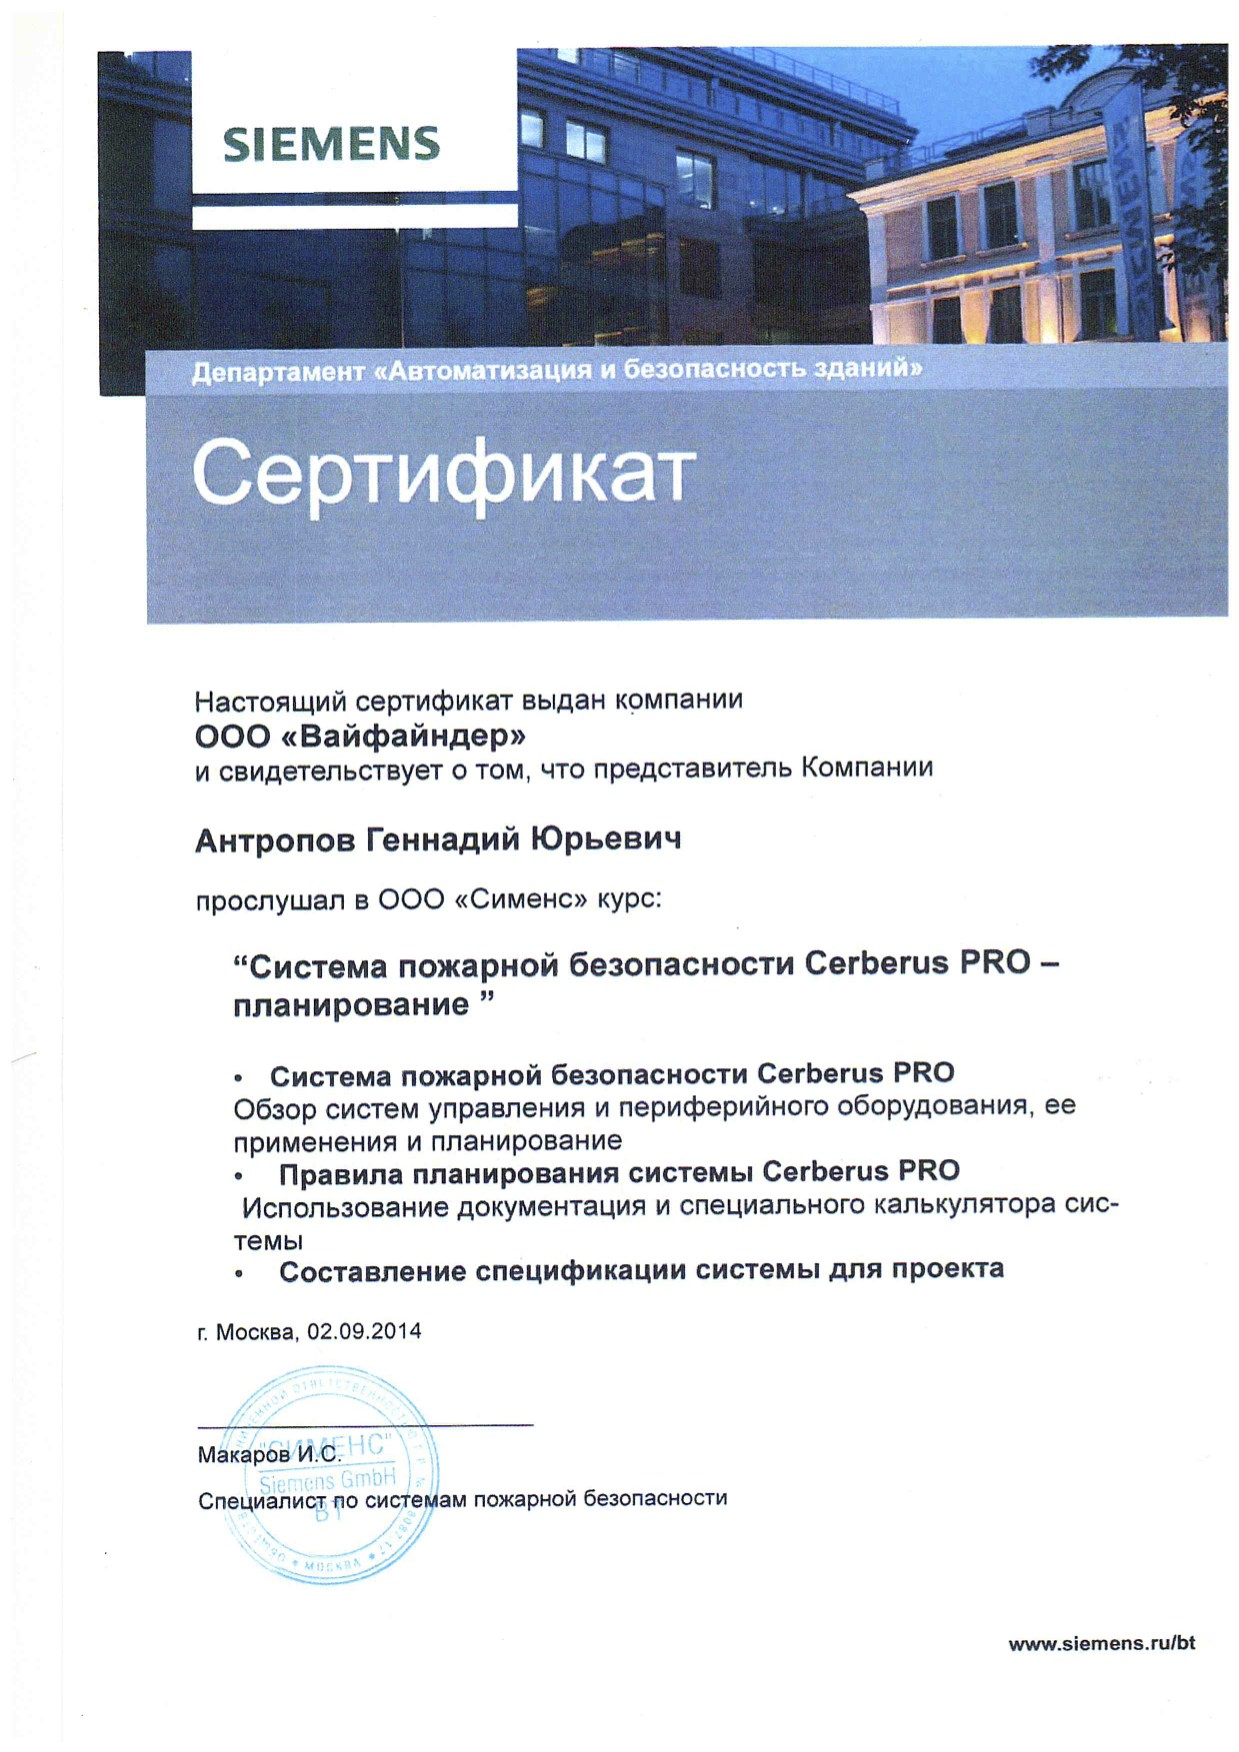 SIEMENS
Департамент «Автоматизация и безопасность зданий»
Сертификат
Настоящий сертификат выдан компании
ООО «Вайфайндер»
и свидетельствует о том, что представитель Компании
Антропов Геннадий Юрьевич
прослушал в ООО «Сименс» курс:
“Система пожарной безопасности Cerberus PRO –
планирование ”
• Система пожарной безопасности Cerberus PRO
Обзор систем управления и периферийного оборудования, ее
применения и планирование
• Правила планирования системы Cerberus PRO
Использование документация и специального калькулятора сис-
темы
• Составление спецификации системы для проекта
г. Москва, 02.09.2014
"СИМЕНС"
Макаров И.С.
Siemens GmbH
Специалист по системам пожарной безопасности
BT
МОСКВА
www.siemens.ru/bt